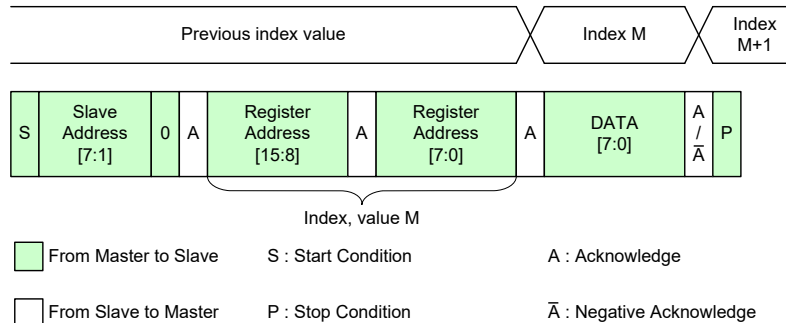 Previous index value
Index M
Index
M+1
S
Slave
Address
[7:1]
0
A
Register
Address
[15:8]
A
Register
Address
[7:0]
A
DATA
[7:0]
A
/
A̅
P
Index, value M
From Master to Slave
S : Start Condition
A : Acknowledge
From Slave to Master
P : Stop Condition
A̅ : Negative Acknowledge